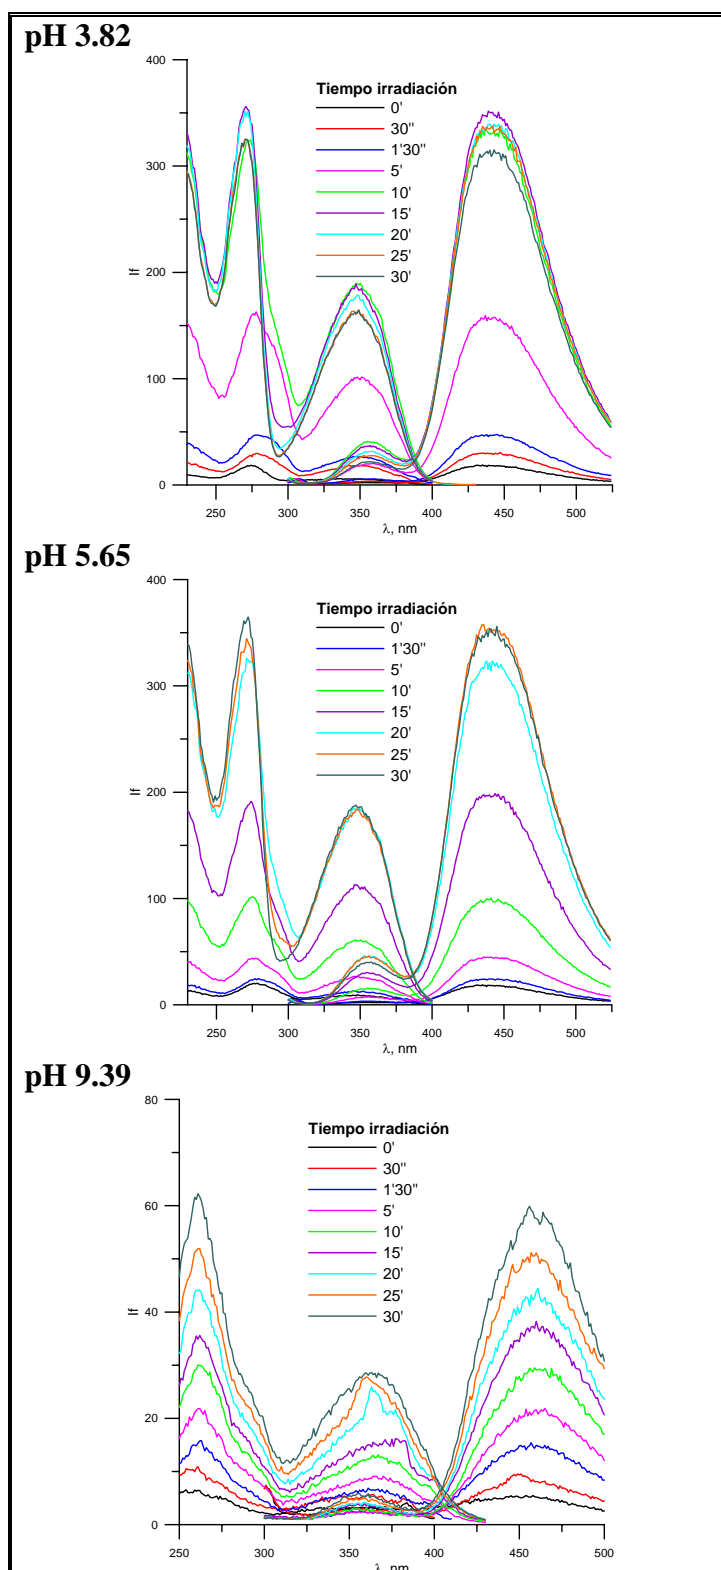 pH 3.82
400
300
200
100
0
If
Tiempo irradiación
0'
30''
1'30''
5'
10'
15'
20'
25'
30'
250 300 350 400 450 500
λ, nm
pH 5.65
400
300
200
100
0
If
Tiempo irradiación
0'
1'30''
5'
10'
15'
20'
25'
30'
250 300 350 400 450 500
λ, nm
pH 9.39
80
60
40
20
0
If
Tiempo irradiación
0'
30''
1'30''
5'
10'
15'
20'
25'
30'
250 300 350 400 450 500
λ, nm